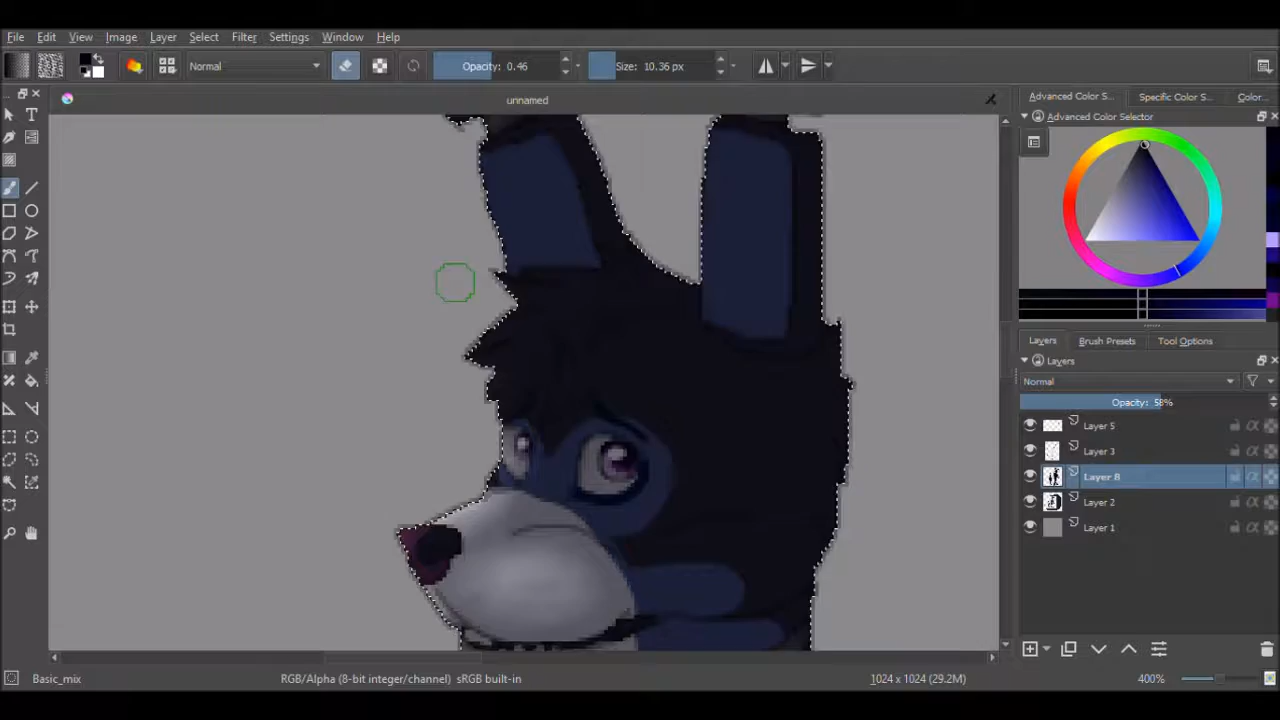 File Edit View Image Layer Select Filter Settings Window Help
Normal Opacity: 0.46 Size: 10.36 px
unnamed
Advanced Color S... Specific Color S... Color...
Advanced Color Selector
Layers Brush Presets Tool Options
Layers
Normal
Opacity: 58%
Layer 5
Layer 3
Layer 8
Layer 2
Layer 1
Basic_mix RGB/Alpha (8-bit integer/channel) sRGB built-in 1024 x 1024 (29.2M) 400%